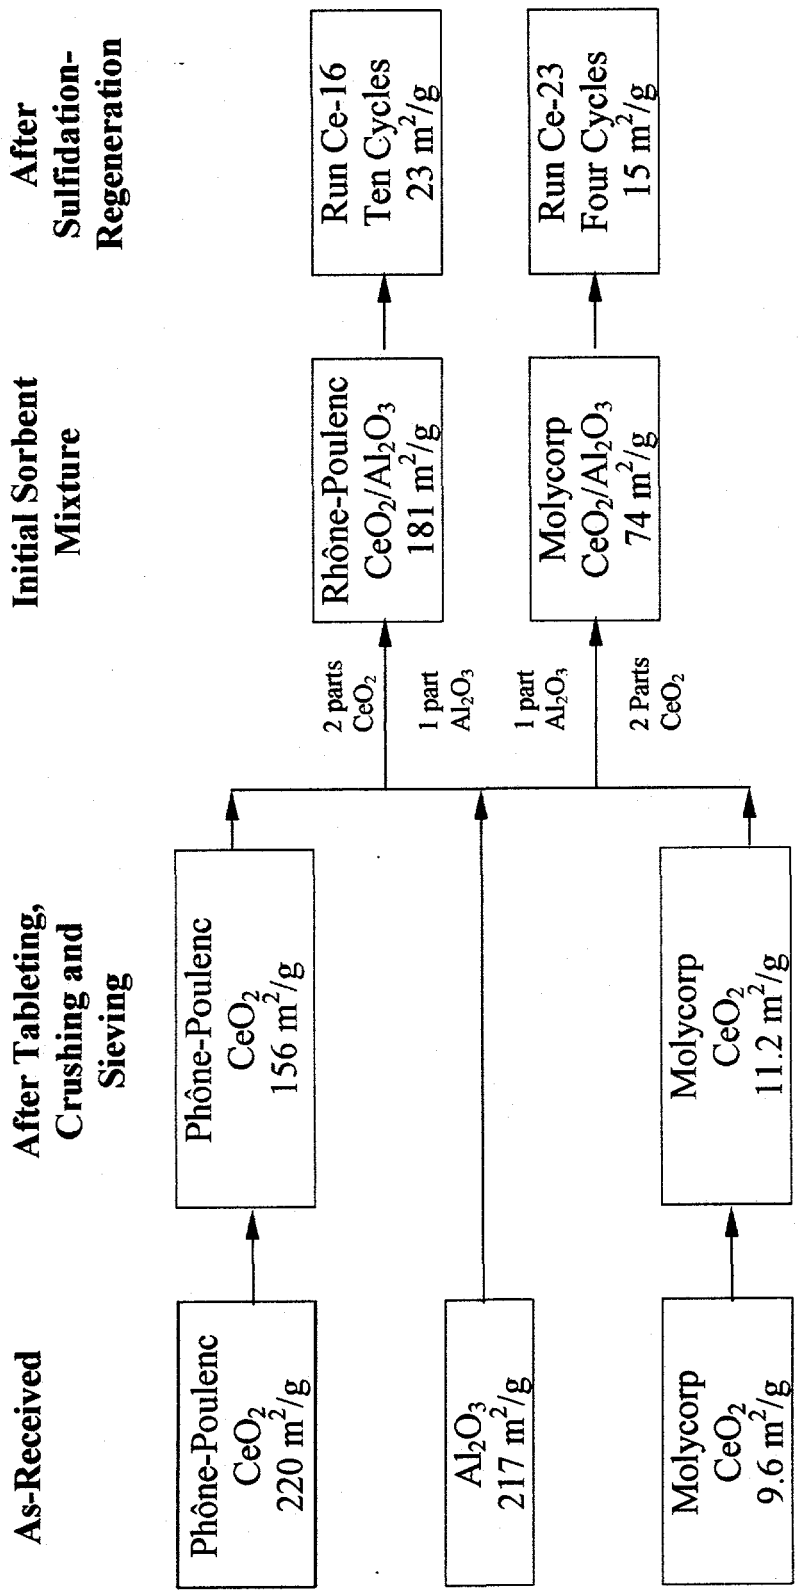 As-Received
After Tableting,
Crushing and
Sieving
Initial Sorbent
Mixture
After
Sulfidation-
Regeneration
Phône-Poulenc
CeO₂
220 m²/g
Phône-Poulenc
CeO₂
156 m²/g
2 parts
CeO₂
1 part
Al₂O₃
Rhône-Poulenc
CeO₂/Al₂O₃
181 m²/g
Run Ce-16
Ten Cycles
23 m²/g
Al₂O₃
217 m²/g
1 part
Al₂O₃
2 Parts
CeO₂
Molycorp
CeO₂/Al₂O₃
74 m²/g
Run Ce-23
Four Cycles
15 m²/g
Molycorp
CeO₂
9.6 m²/g
Molycorp
CeO₂
11.2 m²/g